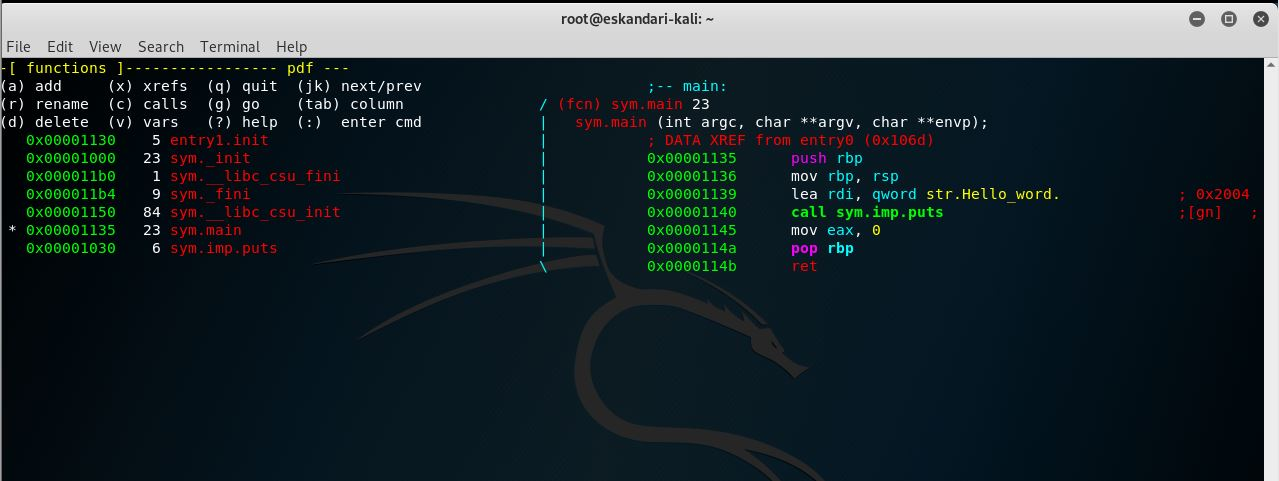 root@eskandari-kali: ~
File Edit View Search Terminal Help
-[ functions ]----------------- pdf ---
(a) add (x) xrefs (q) quit (jk) next/prev ;-- main:
(r) rename (c) calls (g) go (tab) column / (fcn) sym.main 23
(d) delete (v) vars (?) help (:) enter cmd | sym.main (int argc, char **argv, char **envp);
0x00001130 5 entry1.init | ; DATA XREF from entry0 (0x106d)
0x00001000 23 sym._init | 0x00001135 push rbp
0x000011b0 1 sym.__libc_csu_fini | 0x00001136 mov rbp, rsp
0x000011b4 9 sym._fini | 0x00001139 lea rdi, qword str.Hello_word. ; 0x2004
0x00001150 84 sym.__libc_csu_init | 0x00001140 call sym.imp.puts ;[gn] ;
* 0x00001135 23 sym.main | 0x00001145 mov eax, 0
0x00001030 6 sym.imp.puts | 0x0000114a pop rbp
\ 0x0000114b ret